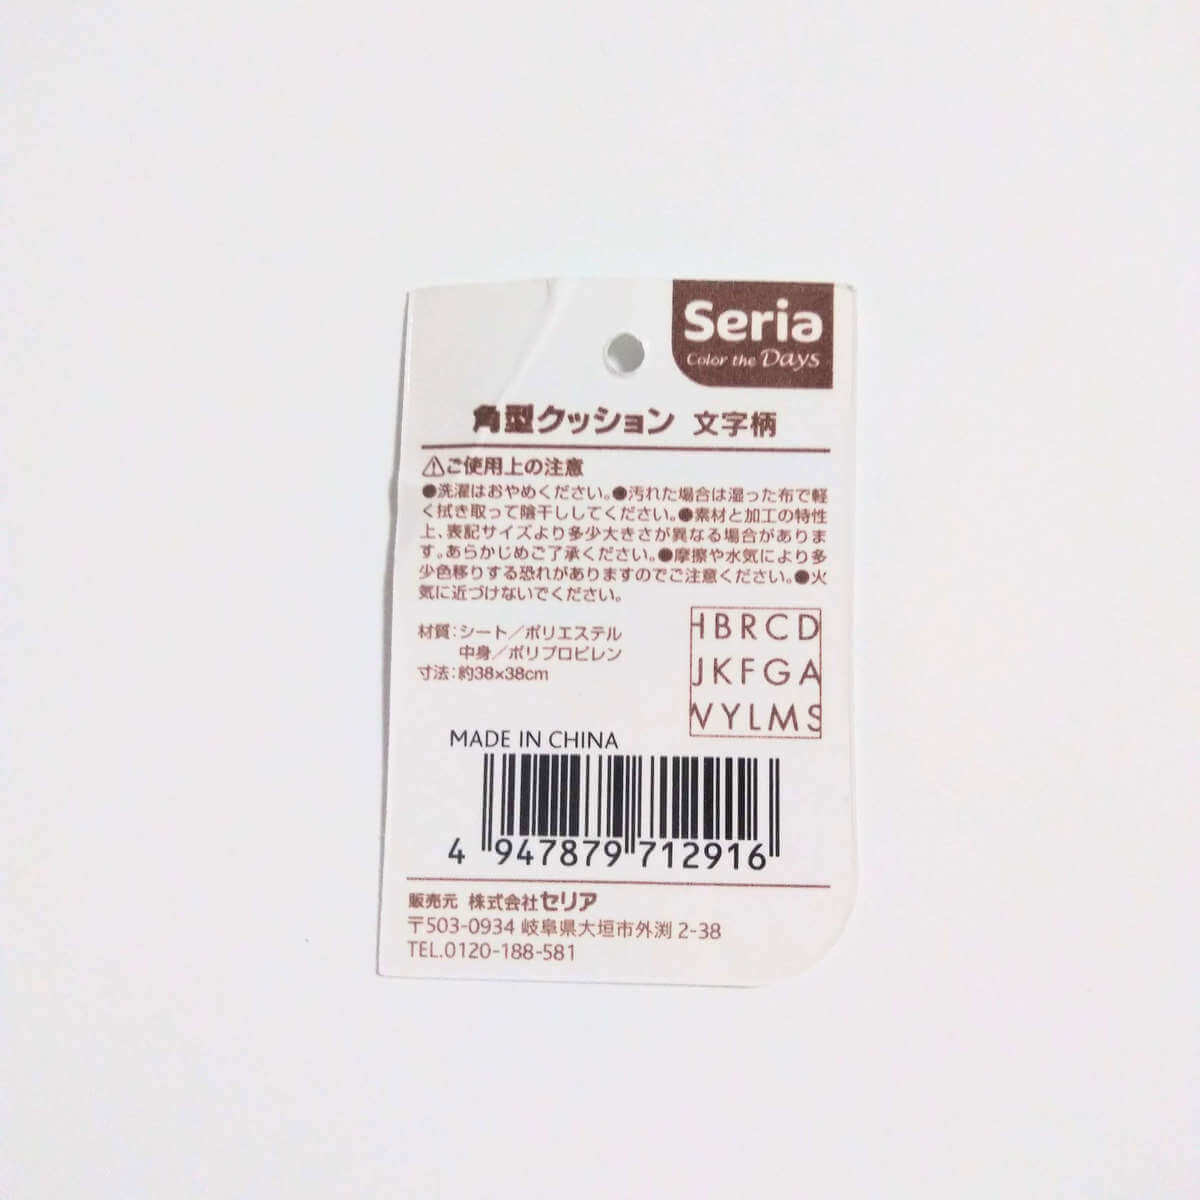 Seria
Color the Days
角型クッション 文字柄
⚠ご使用上の注意
●洗濯はおやめください。●汚れた場合は湿った布で軽
く拭き取って陰干ししてください。●素材と加工の特性
上、表記サイズより多少大きさが異なる場合がありま
す。あらかじめご了承ください。●摩擦や水気により多
少色移りする恐れがありますのでご注意ください。●火
気に近づけないでください。
材質:シート/ポリエステル
中身/ポリプロピレン
寸法:約38×38cm
HBRCD
JKFGA
WYLMS
MADE IN CHINA
4 947879 712916
販売元 株式会社セリア
〒503-0934 岐阜県大垣市外渕 2-38
TEL.0120-188-581